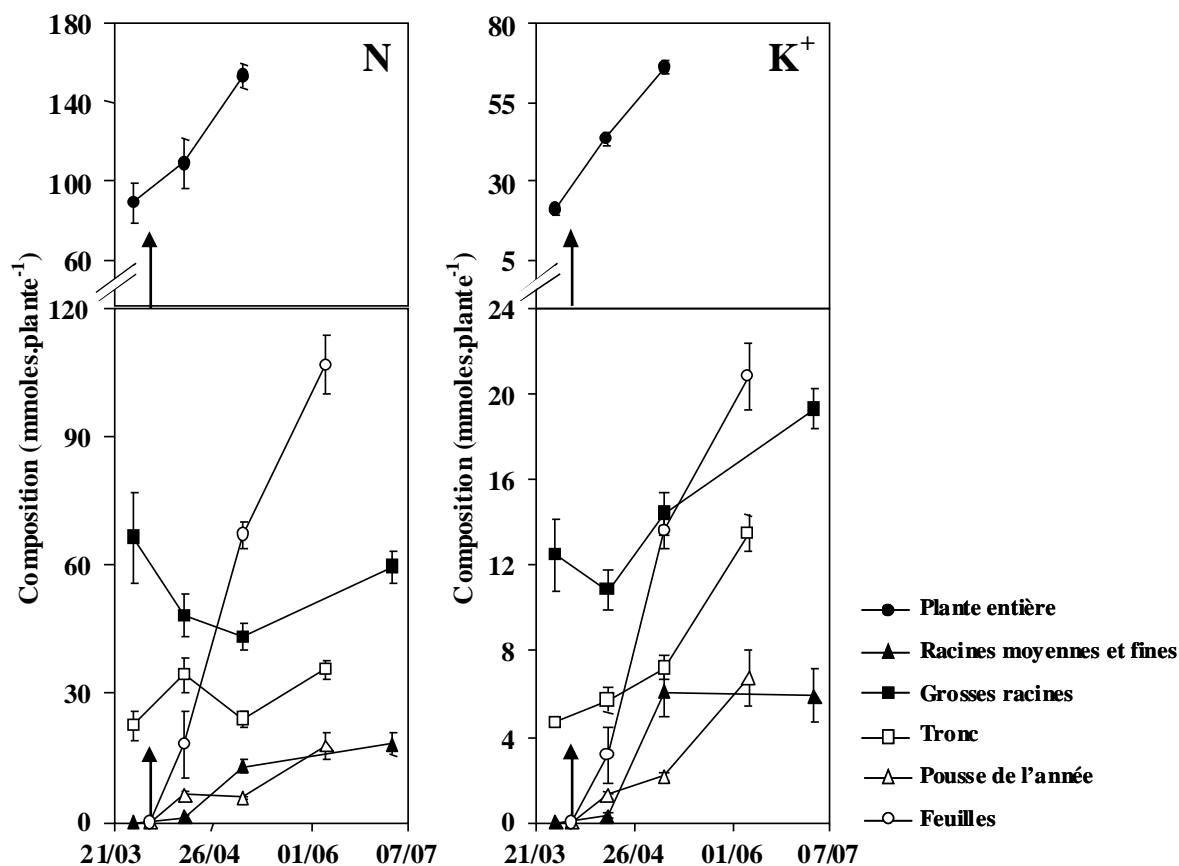 180
140
100
60
N
80
55
30
5
K+
Composition (mmoles.plante-1)
120
90
60
30
0
21/03 26/04 01/06 07/07
Composition (mmoles.plante-1)
24
20
16
12
8
4
0
21/03 26/04 01/06 07/07
Plante entière
Racines moyennes et fines
Grosses racines
Tronc
Pousse de l'année
Feuilles